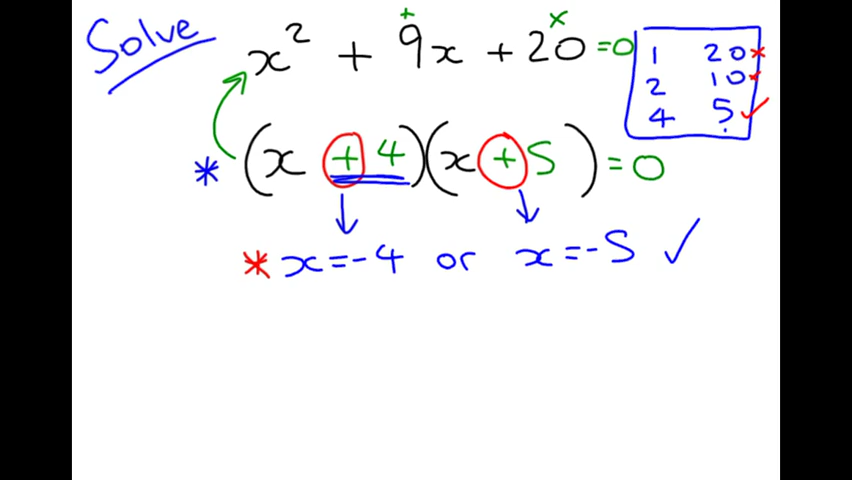 Solve x² + 9x + 20 = 0
+ ×
1 20 ×
2 10 ×
4 5 ✓
* (x + 4)(x + 5) = 0
* x = -4 or x = -5 ✓